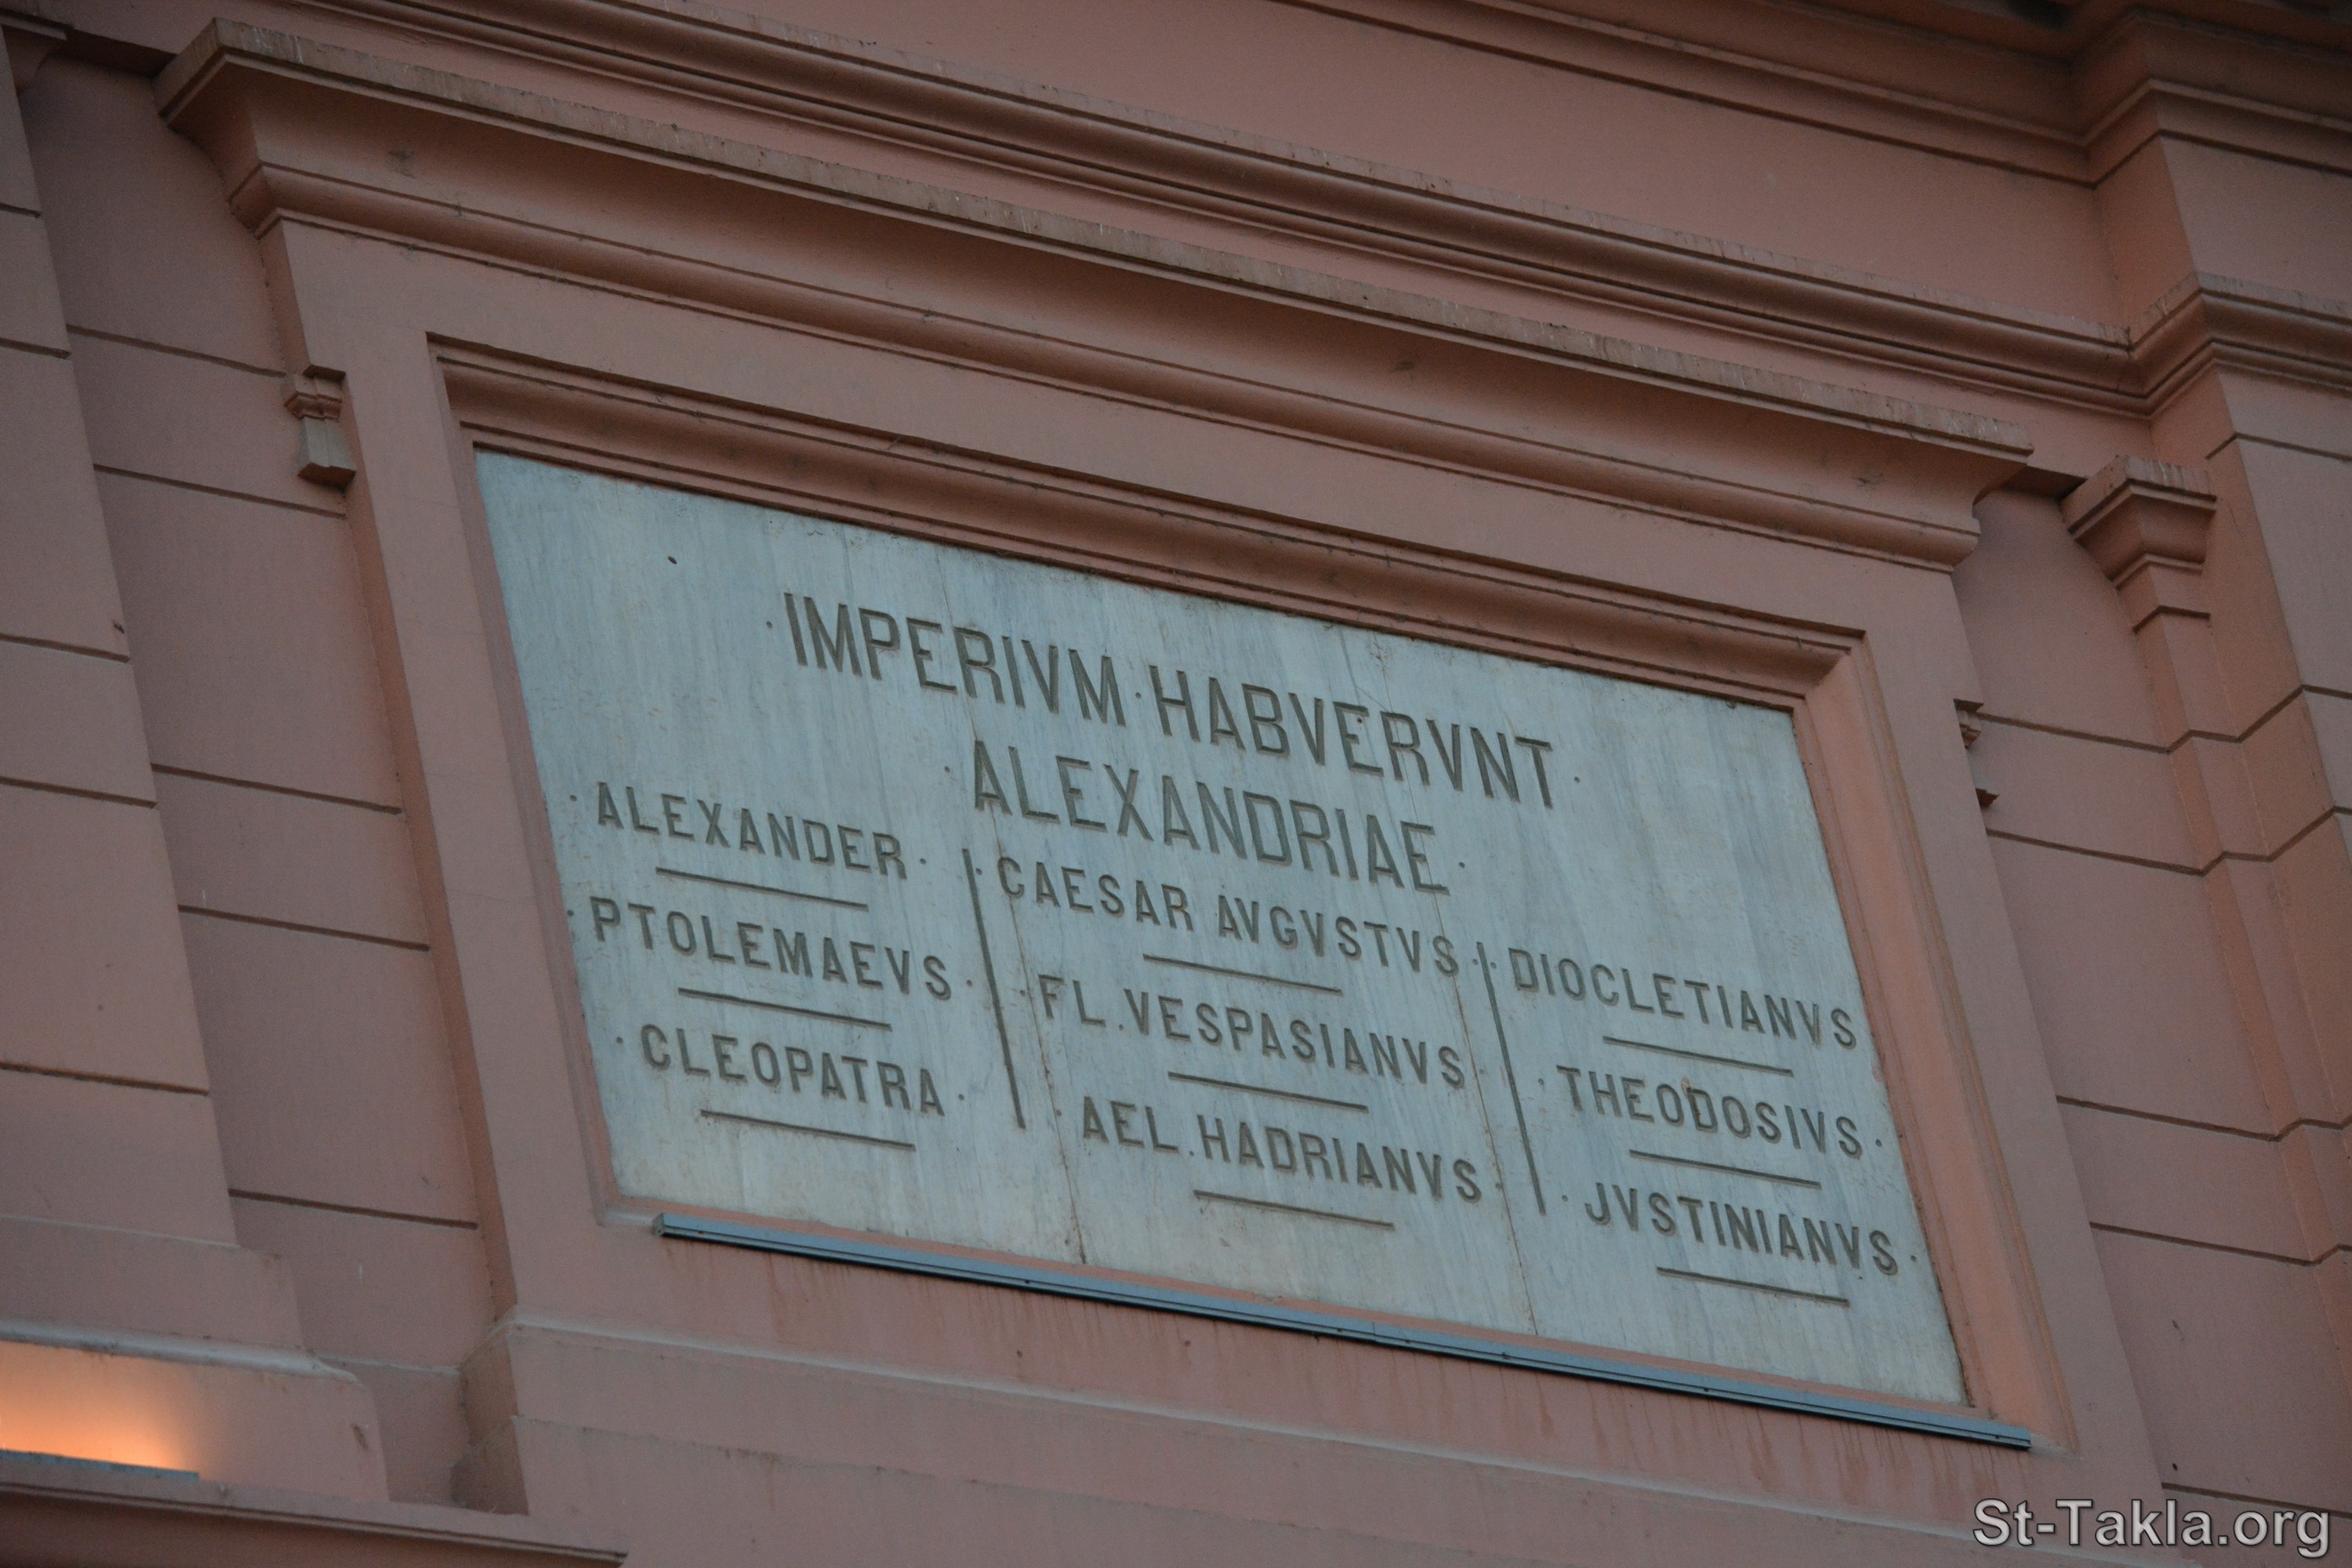 ·IMPERIVM·HABVERVNT·
·ALEXANDRIAE·
·ALEXANDER·
·PTOLEMAEVS·
·CLEOPATRA·
·CAESAR AVGVSTVS·
·FL.VESPASIANVS·
·AEL.HADRIANVS·
·DIOCLETIANVS·
·THEODOSIVS·
·JVSTINIANVS·
St-Takla.org